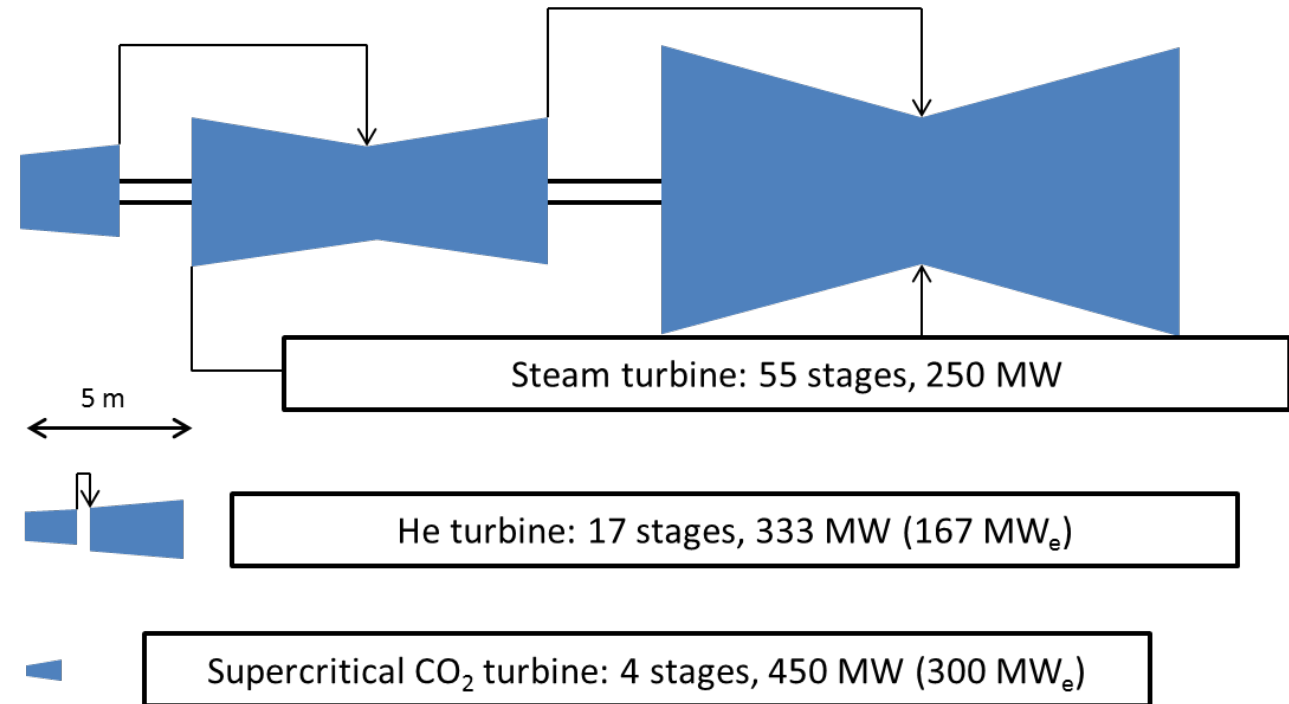 Steam turbine: 55 stages, 250 MW
5 m
He turbine: 17 stages, 333 MW (167 MWₑ)
Supercritical CO₂ turbine: 4 stages, 450 MW (300 MWₑ)